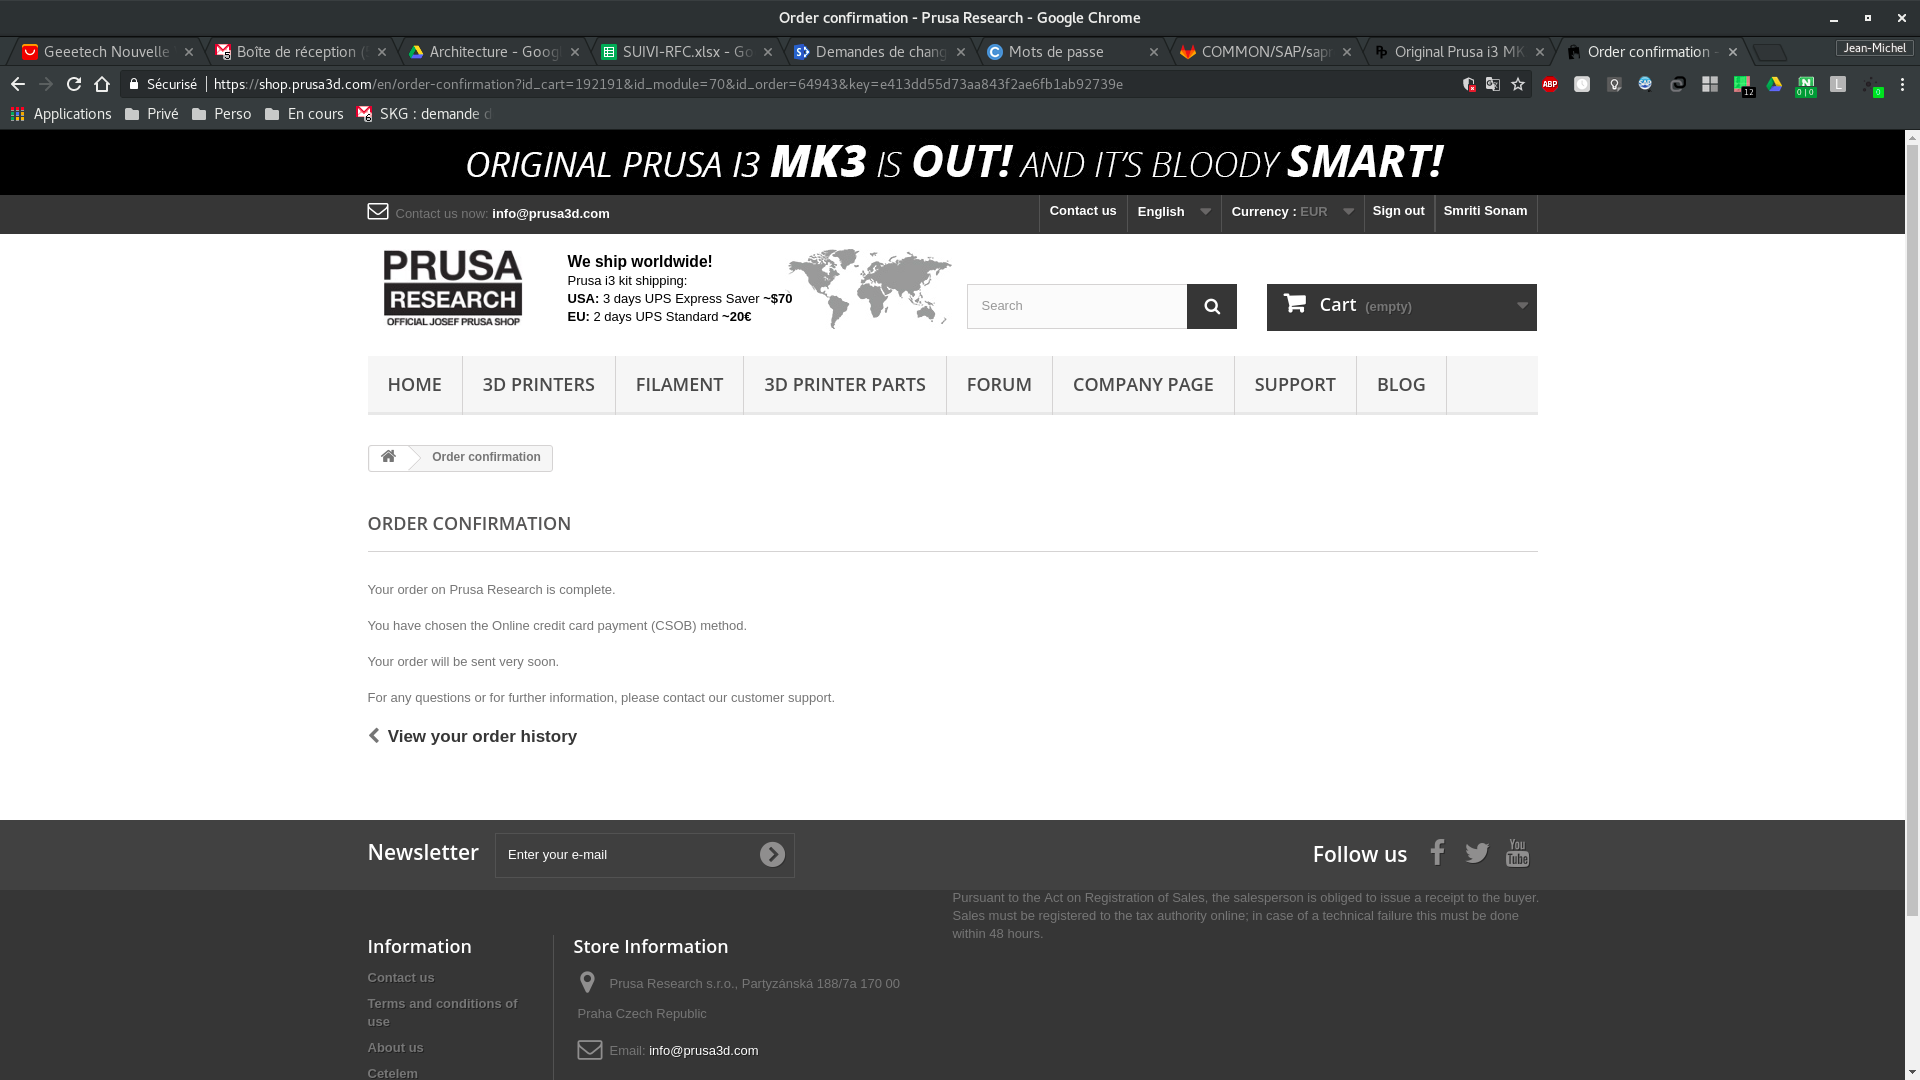 Order confirmation - Prusa Research - Google Chrome
Geeetech Nouvelle
Boîte de réception (
Architecture - Goog
SUIVI-RFC.xlsx - Go
Demandes de chang
Mots de passe
COMMON/SAP/sapr
Original Prusa i3 MK
Order confirmation -
Jean-Michel
Sécurisé
https://shop.prusa3d.com/en/order-confirmation?id_cart=192191&id_module=70&id_order=64943&key=e413dd55d73aa843f2ae6fb1ab92739e
ABP
12
0 | 0
L
0
Applications
Privé
Perso
En cours
SKG : demande d
ORIGINAL PRUSA I3 MK3 IS OUT! AND IT'S BLOODY SMART!
Contact us now: info@prusa3d.com
Contact us
English
Currency : EUR
Sign out
Smriti Sonam
PRUSA
RESEARCH
OFFICIAL JOSEF PRUSA SHOP
We ship worldwide!
Prusa i3 kit shipping:
USA: 3 days UPS Express Saver ~$70
EU: 2 days UPS Standard ~20€
Search
Cart (empty)
HOME
3D PRINTERS
FILAMENT
3D PRINTER PARTS
FORUM
COMPANY PAGE
SUPPORT
BLOG
Order confirmation
ORDER CONFIRMATION
Your order on Prusa Research is complete.
You have chosen the Online credit card payment (CSOB) method.
Your order will be sent very soon.
For any questions or for further information, please contact our customer support.
View your order history
Newsletter
Enter your e-mail
Follow us
You
Tube
Pursuant to the Act on Registration of Sales, the salesperson is obliged to issue a receipt to the buyer.
Sales must be registered to the tax authority online; in case of a technical failure this must be done
within 48 hours.
Information
Contact us
Terms and conditions of
use
About us
Cetelem
Store Information
Prusa Research s.r.o., Partyzánská 188/7a 170 00
Praha Czech Republic
Email: info@prusa3d.com